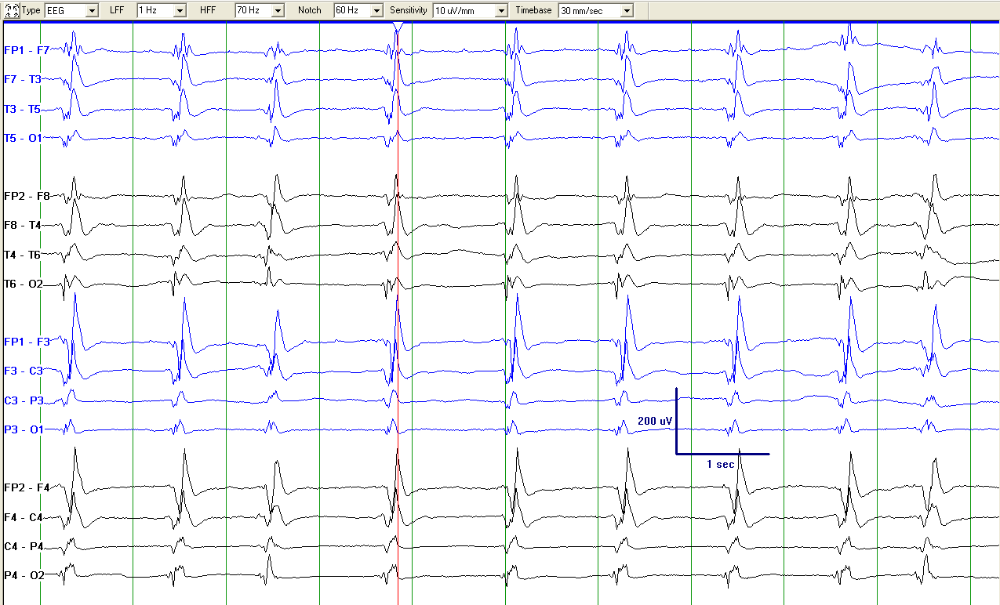 Type EEG LFF 1 Hz HFF 70 Hz Notch 60 Hz Sensitivity 10 uV/mm Timebase 30 mm/sec
FP1 - F7
F7 - T3
T3 - T5
T5 - O1
FP2 - F8
F8 - T4
T4 - T6
T6 - O2
FP1 - F3
F3 - C3
C3 - P3
200 uV
P3 - O1
1 sec
FP2 - F4
F4 - C4
C4 - P4
P4 - O2